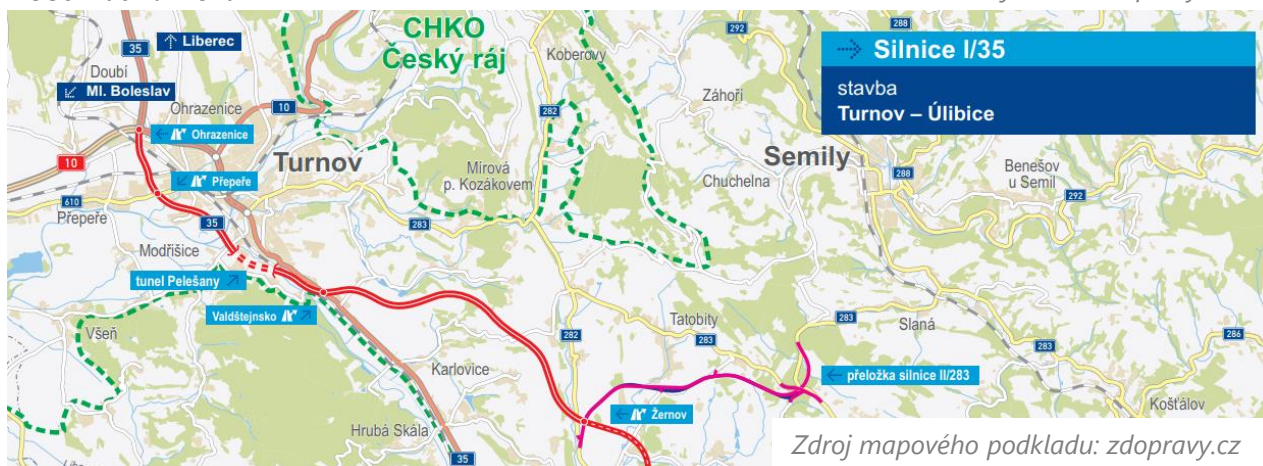 35
↑ Liberec
Doubí
↙ Ml. Boleslav
Ohrazenice
10
← Ohrazenice
CHKO
Český ráj
Koberovy
282
292
288
→ Silnice I/35
stavba
Turnov – Úlibice
Záhoří
10
↙ Přepeře
Turnov
Mírová
p. Kozákovem
Semily
Chuchelna
288
Benešov
u Semil
292
610
Přepeře
35
283
Modřišice
tunel Pelešany ↗
Valdštejnsko ↗
Všeň
282
Tatobity
283
283
Slaná
283
286
Karlovice
← přeložka silnice II/283
Košťálov
← Žernov
Hrubá Skála
35
Zdroj mapového podkladu: zdopravy.cz